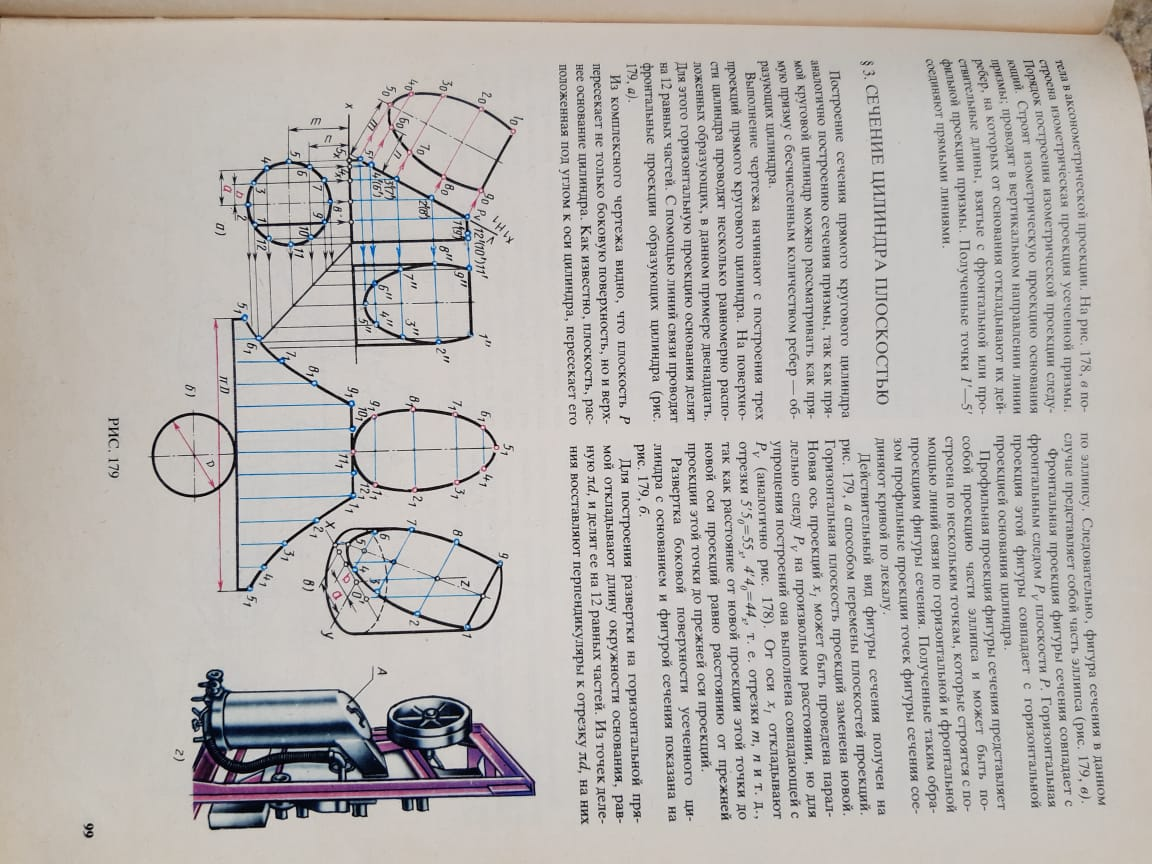 тела в аксонометрической проекции. На рис. 178, в по-
строена изометрическая проекция усеченной призмы.
Порядок построения изометрической проекции следу-
ющий. Строят изометрическую проекцию основания
призмы; проводят в вертикальном направлении линии
ребер, на которых от основания откладывают их дей-
ствительные длины, взятые с фронтальной или про-
фильной проекции призмы. Полученные точки 1'—5'
соединяют прямыми линиями.
§ 3. СЕЧЕНИЕ ЦИЛИНДРА ПЛОСКОСТЬЮ
Построение сечения прямого кругового цилиндра
аналогично построению сечения призмы, так как пря-
мой круговой цилиндр можно рассматривать как пря-
мую призму с бесчисленным количеством ребер — об-
разующих цилиндра.
Выполнение чертежа начинают с построения трех
проекций прямого кругового цилиндра. На поверхно-
сти цилиндра проводят несколько равномерно распо-
ложенных образующих, в данном примере двенадцать.
Для этого горизонтальную проекцию основания делят
на 12 равных частей. С помощью линий связи проводят
фронтальные проекции образующих цилиндра (рис.
179, а).
Из комплексного чертежа видно, что плоскость P
пересекает не только боковую поверхность, но и верх-
нее основание цилиндра. Как известно, плоскость, рас-
положенная под углом к оси цилиндра, пересекает его
по эллипсу. Следовательно, фигура сечения в данном
случае представляет собой часть эллипса (рис. 179, в).
Фронтальная проекция фигуры сечения совпадает с
фронтальным следом Pv плоскости P. Горизонтальная
проекция этой фигуры совпадает с горизонтальной
проекцией основания цилиндра.
Профильная проекция фигуры сечения представляет
собой проекцию части эллипса и может быть по-
строена по нескольким точкам, которые строятся с по-
мощью линий связи по горизонтальной и фронтальной
проекциям фигуры сечения. Полученные таким обра-
зом профильные проекции точек фигуры сечения сое-
диняют кривой по лекалу.
Действительный вид фигуры сечения получен на
рис. 179, а способом перемены плоскостей проекций.
Горизонтальная плоскость проекций заменена новой.
Новая ось проекций x₁ может быть проведена парал-
лельно следу Pv на произвольном расстоянии, но для
упрощения построений она выполнена совпадающей с
Pv (аналогично рис. 178). От оси x₁ откладывают
отрезки 5'5₀=55ₓ, 4'4₀=44ₓ, т. е. отрезки m, n и т. д.,
так как расстояние от новой проекции этой точки до
новой оси проекций равно расстоянию от прежней
проекции этой точки до прежней оси проекций.
Развертка боковой поверхности усеченного ци-
линдра с основанием и фигурой сечения показана на
рис. 179, б.
Для построения развертки на горизонтальной пря-
мой откладывают длину окружности основания, рав-
ную πd, и делят ее на 12 равных частей. Из точек деле-
ния восставляют перпендикуляры к отрезку πd, на них
а)
б)
ПD
D
в)
А
г)
РИС. 179
99